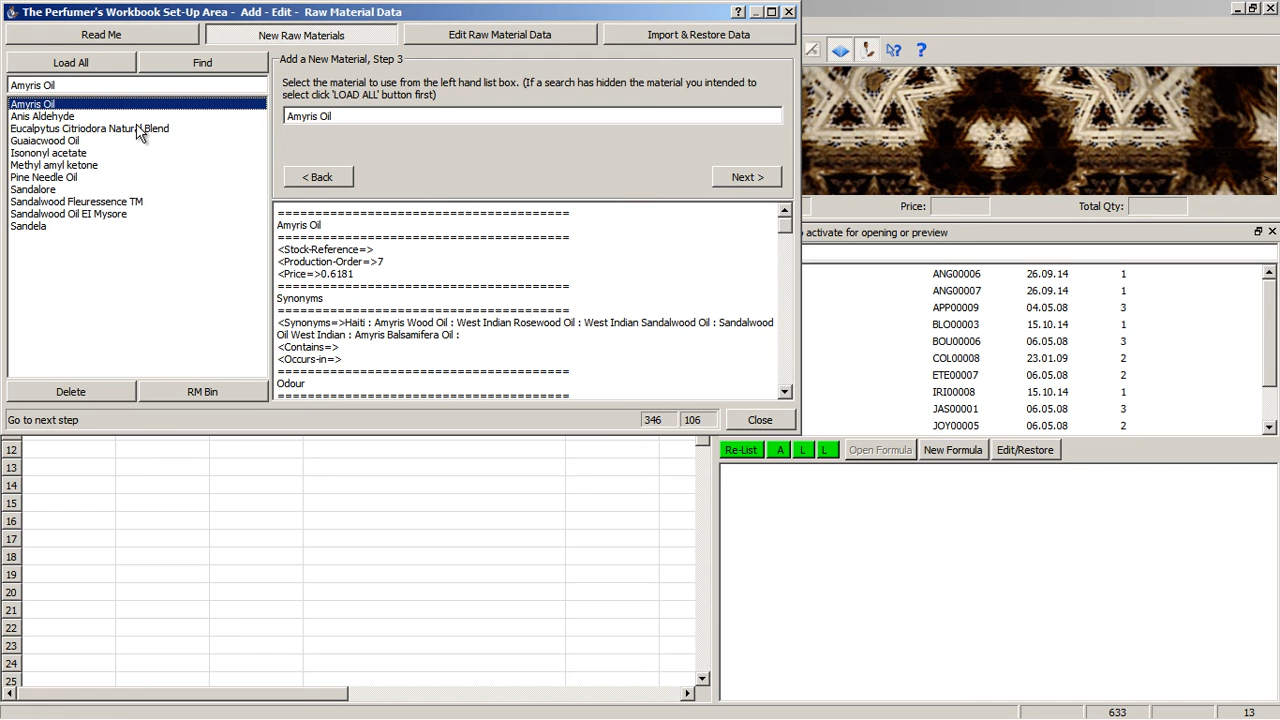 The Perfumer's Workbook Set-Up Area - Add - Edit - Raw Material Data
Read Me
New Raw Materials
Edit Raw Material Data
Import & Restore Data
Load All
Find
Amyris Oil
Amyris Oil
Anis Aldehyde
Eucalpytus Citriodora Natural Blend
Guaiacwood Oil
Isononyl acetate
Methyl amyl ketone
Pine Needle Oil
Sandalore
Sandalwood Fleuressence TM
Sandalwood Oil EI Mysore
Sandela
Delete
RM Bin
Add a New Material, Step 3
Select the material to use from the left hand list box. (If a search has hidden the material you intended to
select click 'LOAD ALL' button first)
Amyris Oil
< Back
Next >
===============================
Amyris Oil
===============================
<Stock-Reference=>
<Production-Order=>7
<Price=>0.6181
===============================
Synonyms
===============================
<Synonyms=>Haiti : Amyris Wood Oil : West Indian Rosewood Oil : West Indian Sandalwood Oil : Sandalwood
Oil West Indian : Amyris Balsamifera Oil :
<Contains=>
<Occurs-in=>
===============================
Odour
===============================
Go to next step
346
106
Close
Price:
Total Qty:
o activate for opening or preview
ANG00006 26.09.14 1
ANG00007 26.09.14 1
APP00009 04.05.08 3
BLO00003 15.10.14 1
BOU00006 06.05.08 3
COL00008 23.01.09 2
ETE00007 06.05.08 2
IRI00008 15.10.14 1
JAS00001 06.05.08 3
JOY00005 06.05.08 2
Re-List A L L Open Formula New Formula Edit/Restore
12
13
14
15
16
17
18
19
20
21
22
23
24
25
633
13